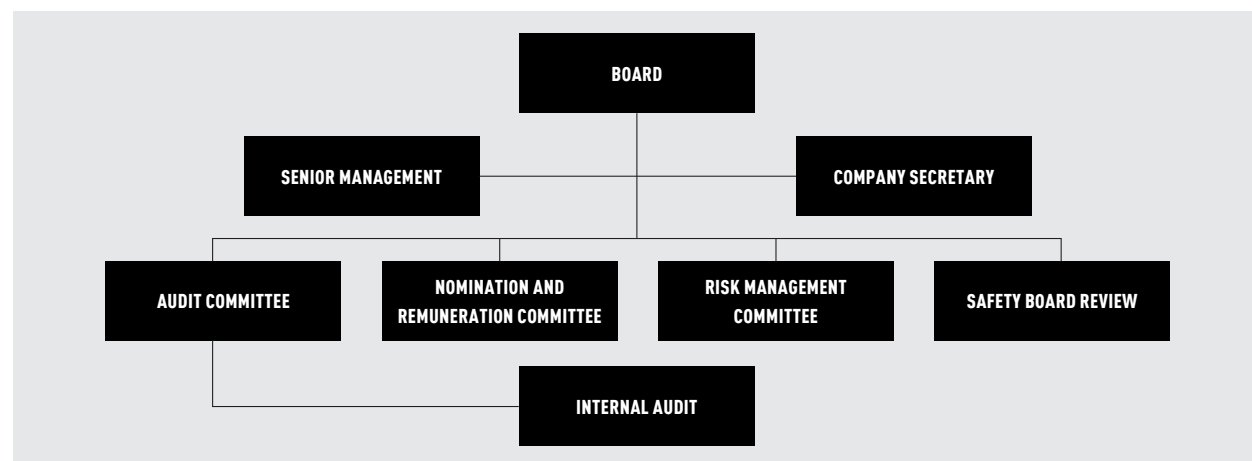 BOARD
SENIOR MANAGEMENT
COMPANY SECRETARY
AUDIT COMMITTEE
NOMINATION AND
REMUNERATION COMMITTEE
RISK MANAGEMENT
COMMITTEE
SAFETY BOARD REVIEW
INTERNAL AUDIT